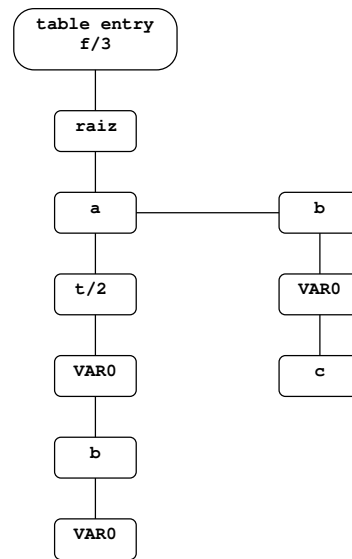 table entry
f/3
raiz
a
b
t/2
VAR0
VAR0
c
b
VAR0